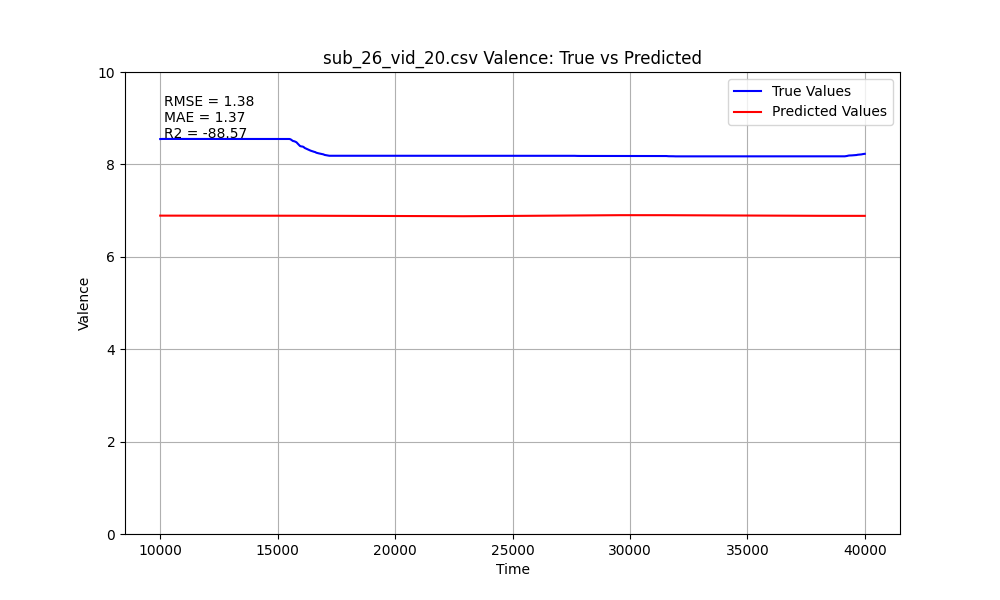 sub_26_vid_20.csv Valence: True vs Predicted
RMSE = 1.38
MAE = 1.37
R2 = -88.57
True Values
Predicted Values
Valence
10
8
6
4
2
0
10000 15000 20000 25000 30000 35000 40000
Time